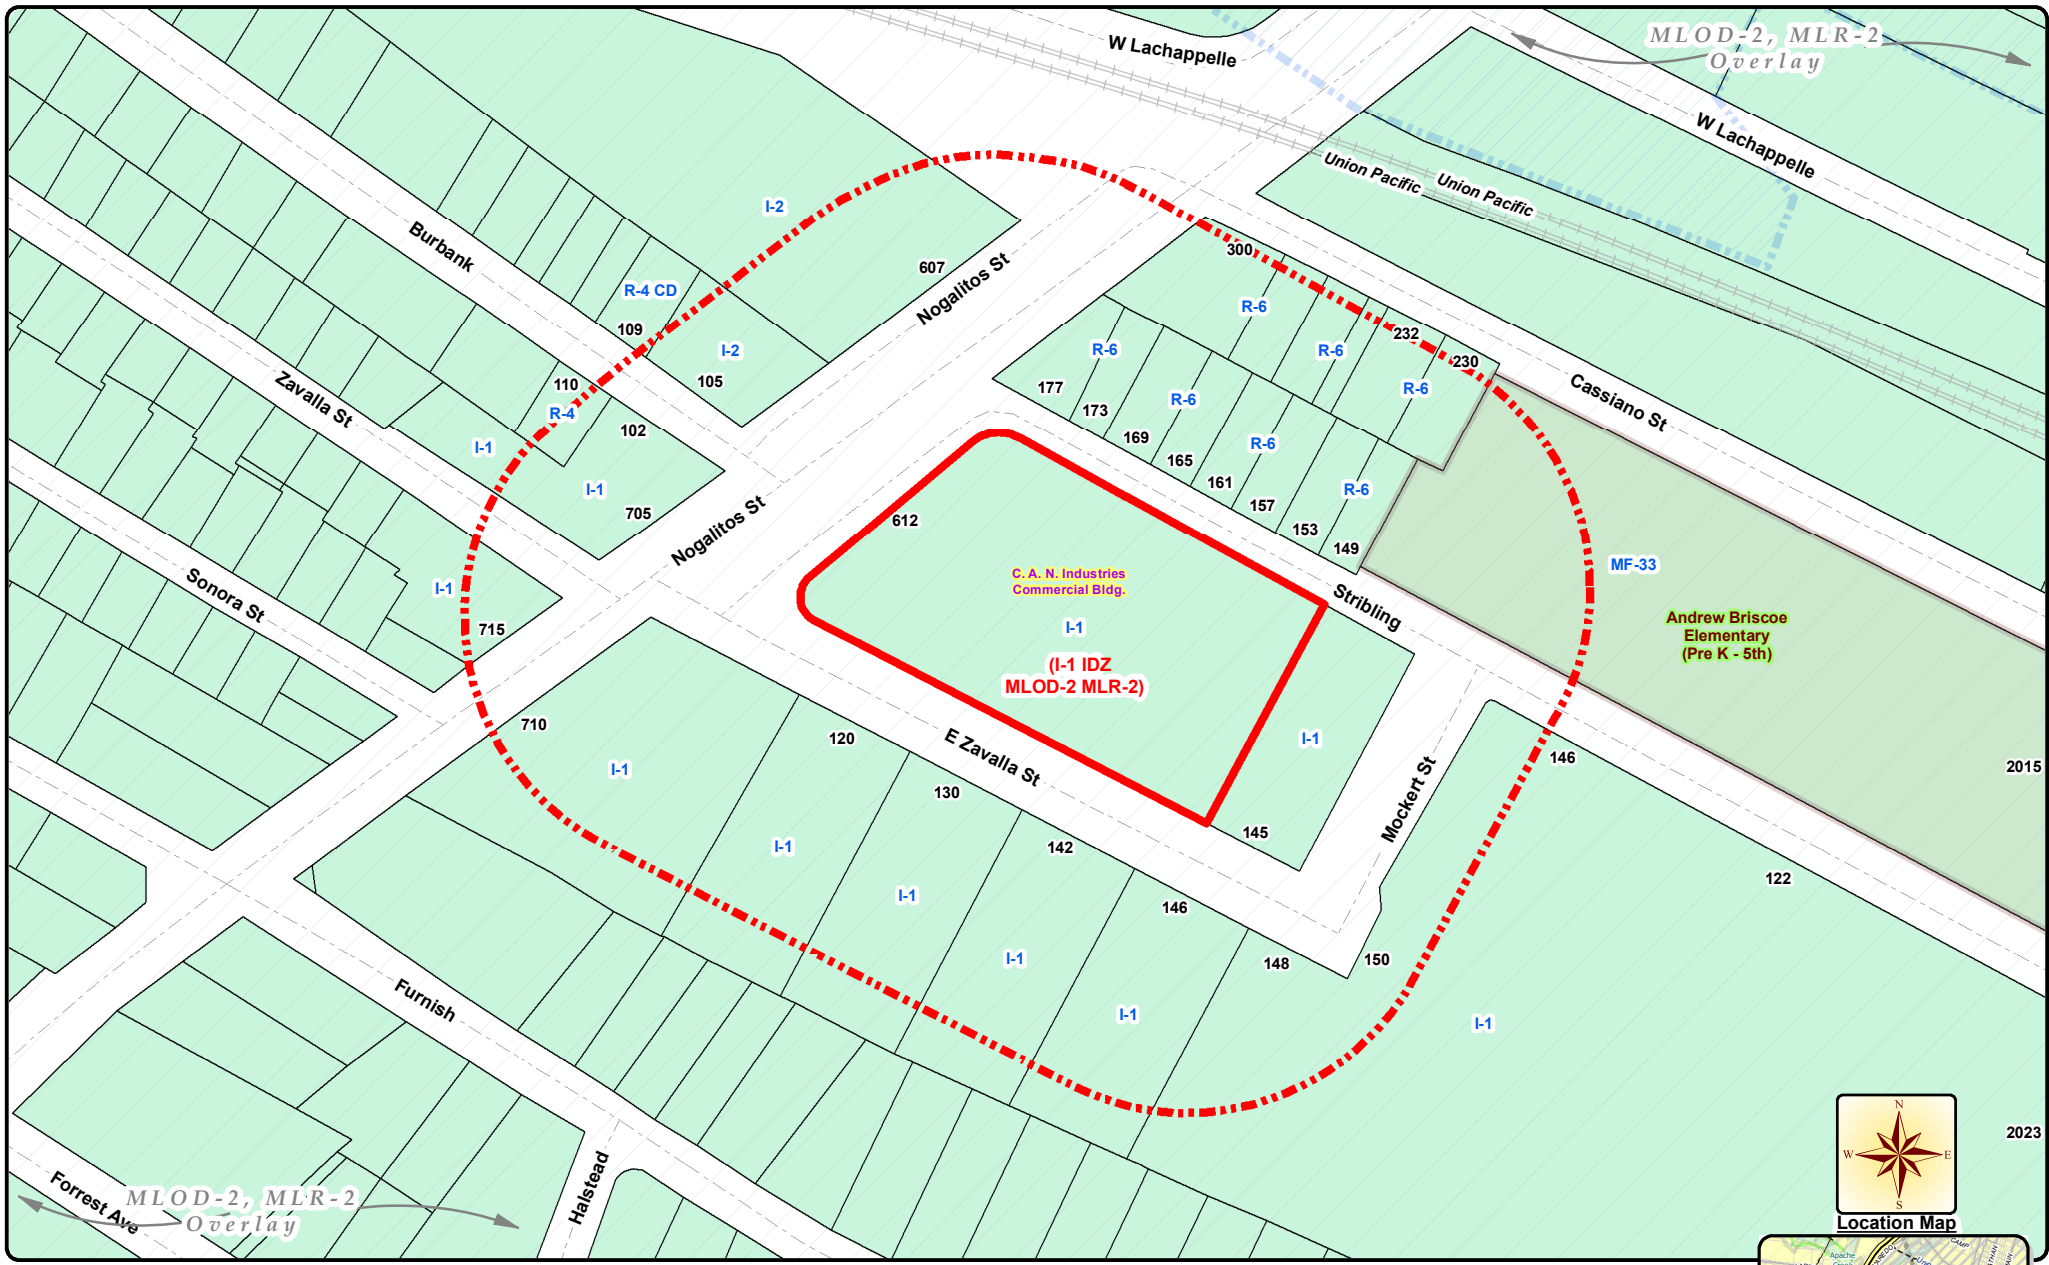 W Lachappelle
MLOD-2, MLR-2
Overlay
W Lachappelle
Union Pacific
Union Pacific
I-2
Burbank
300
607
Nogalitos St
R-4 CD
R-6
109
I-2
R-6
R-6
232
230
105
110
R-4
177
R-6
Cassiano St
Zavalla St
173
R-6
102
169
R-6
I-1
165
161
I-1
R-6
705
157
612
Nogalitos St
153
149
MF-33
C. A. N. Industries
Commercial Bldg.
Sonora St
I-1
Stribling
Andrew Briscoe
Elementary
(Pre K - 5th)
715
I-1
(I-1 IDZ
MLOD-2 MLR-2)
710
120
E Zavalla St
I-1
146
2015
I-1
130
Mockert St
145
I-1
142
122
I-1
146
I-1
148
150
Furnish
I-1
I-1
2023
N
W
E
S
Location Map
Forrest Ave
MLOD-2, MLR-2
Overlay
Halstead
Apache
CAMP